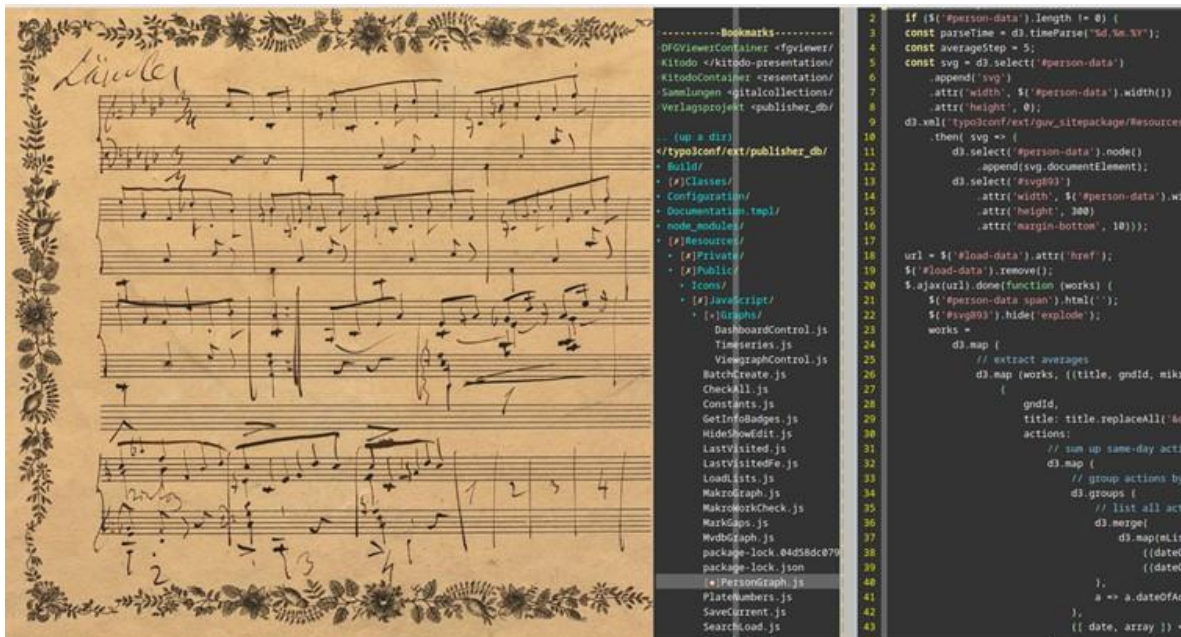 Ländler
1 2 3 4
2 3 4
----------Bookmarks----------
>DFGViewerContainer <fgviewer/
>Kitodo </kitodo-presentation/
>KitodoContainer <resentation/
>Sammlungen <gitalcollections/
>Verlagsprojekt <publisher_db/
.. (up a dir)
</typo3conf/ext/publisher_db/
▸ Build/
▸ [✗]Classes/
▸ Configuration/
▸ Documentation.tmpl/
▸ node_modules/
▾ [✗]Resources/
▸ [✗]Private/
▾ [✗]Public/
▸ Icons/
▾ [✗]JavaScript/
▾ [✗]Graphs/
DashboardControl.js
Timeseries.js
ViewgraphControl.js
BatchCreate.js
CheckAll.js
Constants.js
GetInfoBadges.js
HideShowEdit.js
LastVisited.js
LastVisitedFe.js
LoadLists.js
MakroGraph.js
MakroWorkCheck.js
MarkGaps.js
MvdbGraph.js
package-lock.04d58dc079
package-lock.json
[★]PersonGraph.js
PlateNumbers.js
SaveCurrent.js
SearchLoad.js
2 if ($('#person-data').length != 0) {
3 const parseTime = d3.timeParse("%d.%m.%Y");
4 const averageStep = 5;
5 const svg = d3.select('#person-data')
6 .append('svg')
7 .attr('width', $('#person-data').width())
8 .attr('height', 0);
9 d3.xml('typo3conf/ext/guv_sitepackage/Resources
10 .then( svg => {
11 d3.select('#person-data').node()
12 .append(svg.documentElement);
13 d3.select('#svg893')
14 .attr('width', $('#person-data').wi
15 .attr('height', 300)
16 .attr('margin-bottom', 10)));
17
18 url = $('#load-data').attr('href');
19 $('#load-data').remove();
20 $.ajax(url).done(function (works) {
21 $('#person-data span').html('');
22 $('#svg893').hide('explode');
23 works =
24 d3.map (
25 // extract averages
26 d3.map (works, ((title, gndId, mikr
27 {
28 gndId,
29 title: title.replaceAll('&
30 actions:
31 // sum up same-day acti
32 d3.map (
33 // group actions by
34 d3.groups (
35 // list all act
36 d3.merge(
37 d3.map(mLis
38 ((date
39 ((date
40 ),
41 a => a.dateOfAc
42 ),
43 ([ date, array ]) =